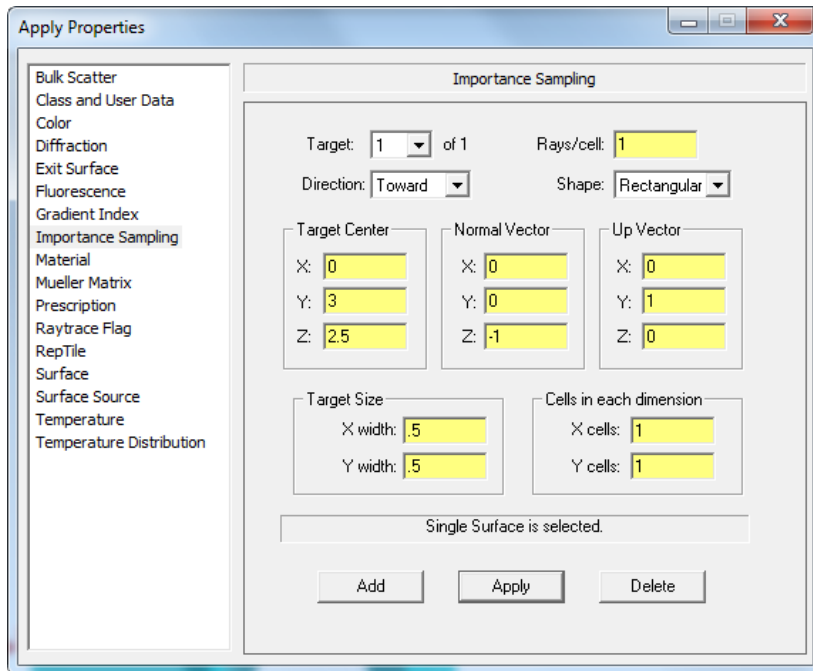 Apply Properties
Bulk Scatter
Class and User Data
Color
Diffraction
Exit Surface
Fluorescence
Gradient Index
Importance Sampling
Material
Mueller Matrix
Prescription
Raytrace Flag
RepTile
Surface
Surface Source
Temperature
Temperature Distribution
Importance Sampling
Target: 1 of 1 Rays/cell: 1
Direction: Toward Shape: Rectangular
Target Center Normal Vector Up Vector
X: 0 X: 0 X: 0
Y: 3 Y: 0 Y: 1
Z: 2.5 Z: -1 Z: 0
Target Size Cells in each dimension
X width: .5 X cells: 1
Y width: .5 Y cells: 1
Single Surface is selected.
Add Apply Delete